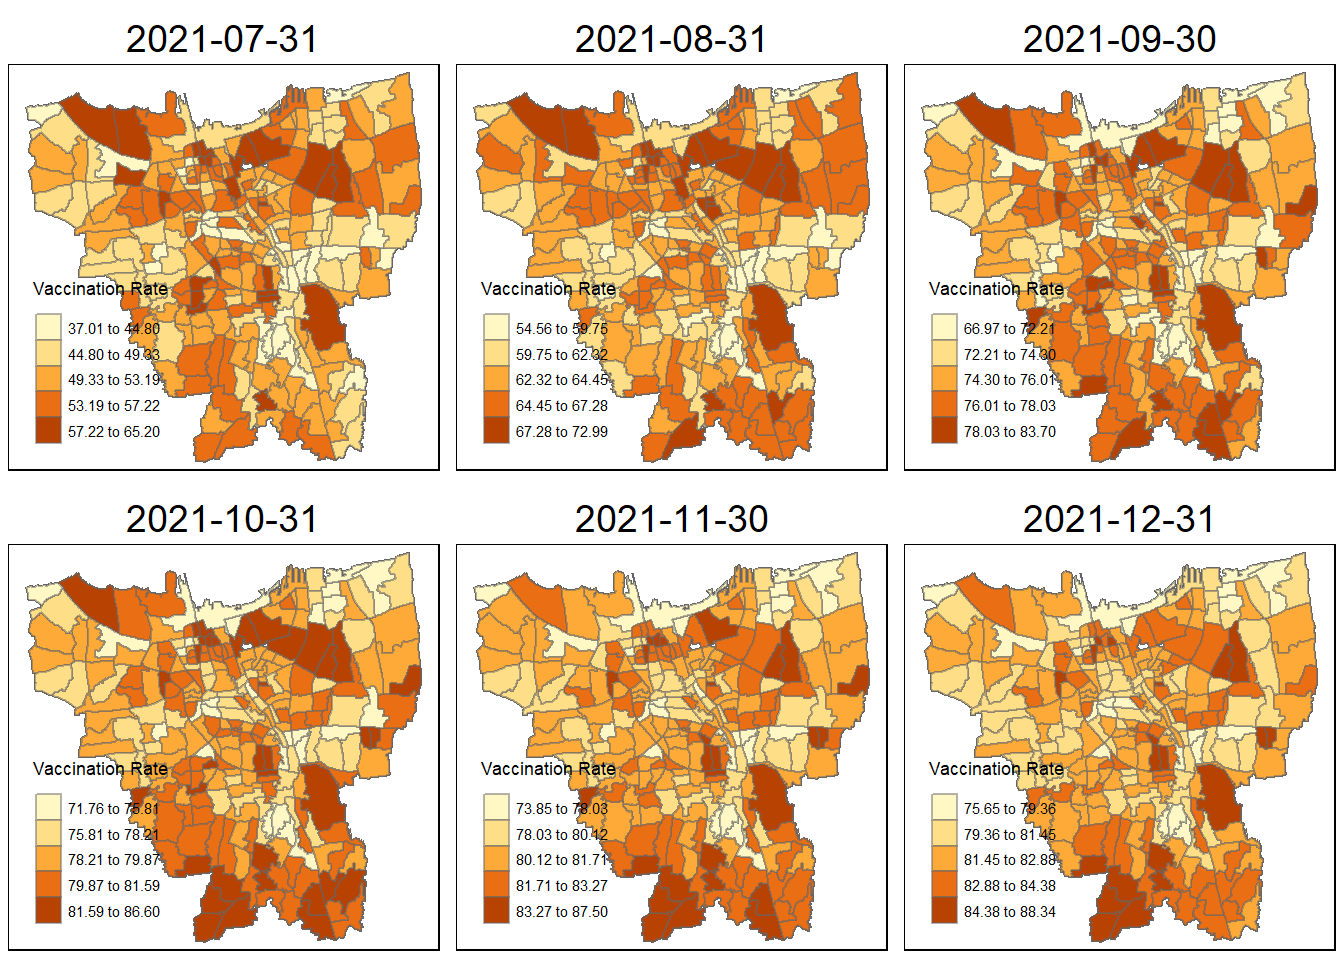 2021-07-31
2021-08-31
2021-09-30
Vaccination Rate
37.01 to 44.80
44.80 to 49.33
49.33 to 53.19
53.19 to 57.22
57.22 to 65.20
Vaccination Rate
54.56 to 59.75
59.75 to 62.32
62.32 to 64.45
64.45 to 67.28
67.28 to 72.99
Vaccination Rate
66.97 to 72.21
72.21 to 74.30
74.30 to 76.01
76.01 to 78.03
78.03 to 83.70
2021-10-31
2021-11-30
2021-12-31
Vaccination Rate
71.76 to 75.81
75.81 to 78.21
78.21 to 79.87
79.87 to 81.59
81.59 to 86.60
Vaccination Rate
73.85 to 78.03
78.03 to 80.12
80.12 to 81.71
81.71 to 83.27
83.27 to 87.50
Vaccination Rate
75.65 to 79.36
79.36 to 81.45
81.45 to 82.88
82.88 to 84.38
84.38 to 88.34